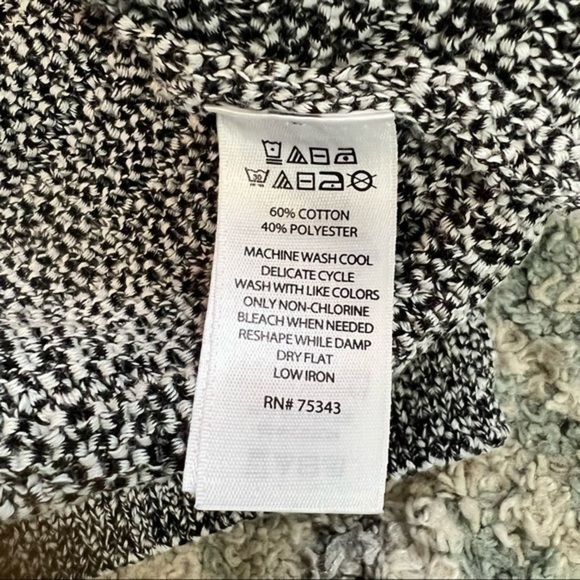 60% COTTON
40% POLYESTER
MACHINE WASH COOL
DELICATE CYCLE
WASH WITH LIKE COLORS
ONLY NON-CHLORINE
BLEACH WHEN NEEDED
RESHAPE WHILE DAMP
DRY FLAT
LOW IRON
RN# 75343